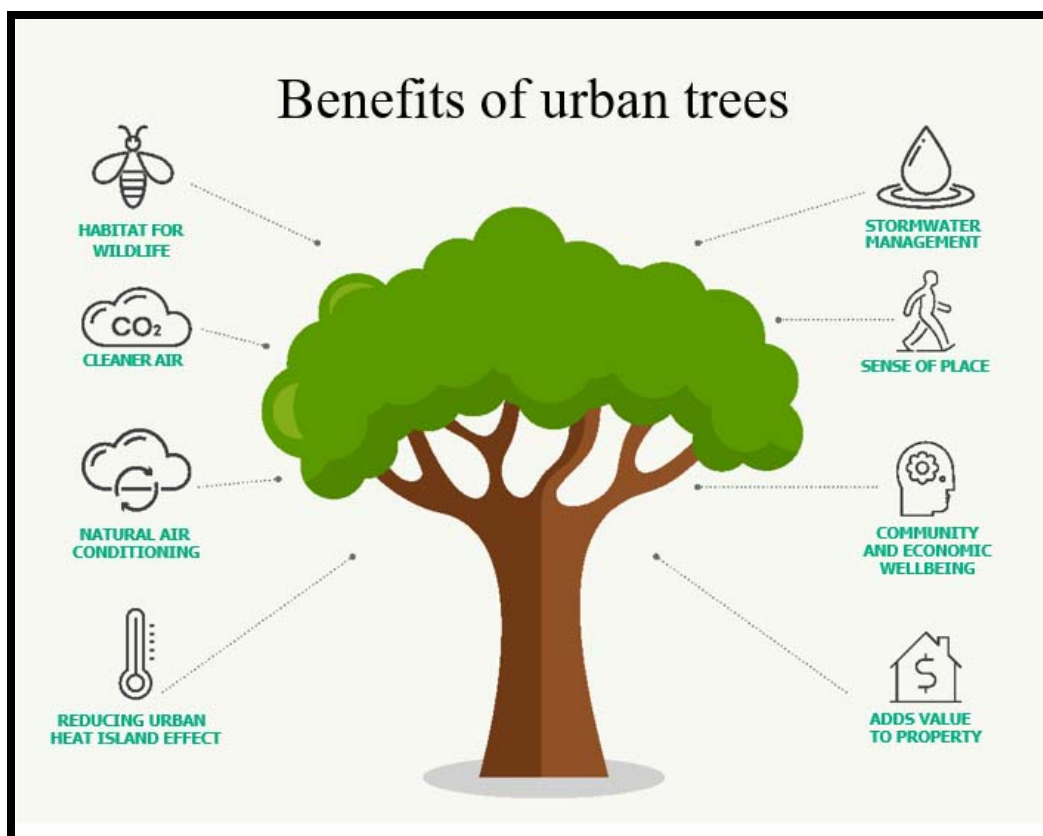 Benefits of urban trees
HABITAT FOR
WILDLIFE
CO₂
CLEANER AIR
NATURAL AIR
CONDITIONING
REDUCING URBAN
HEAT ISLAND EFFECT
STORMWATER
MANAGEMENT
SENSE OF PLACE
COMMUNITY
AND ECONOMIC
WELLBEING
$
ADDS VALUE
TO PROPERTY